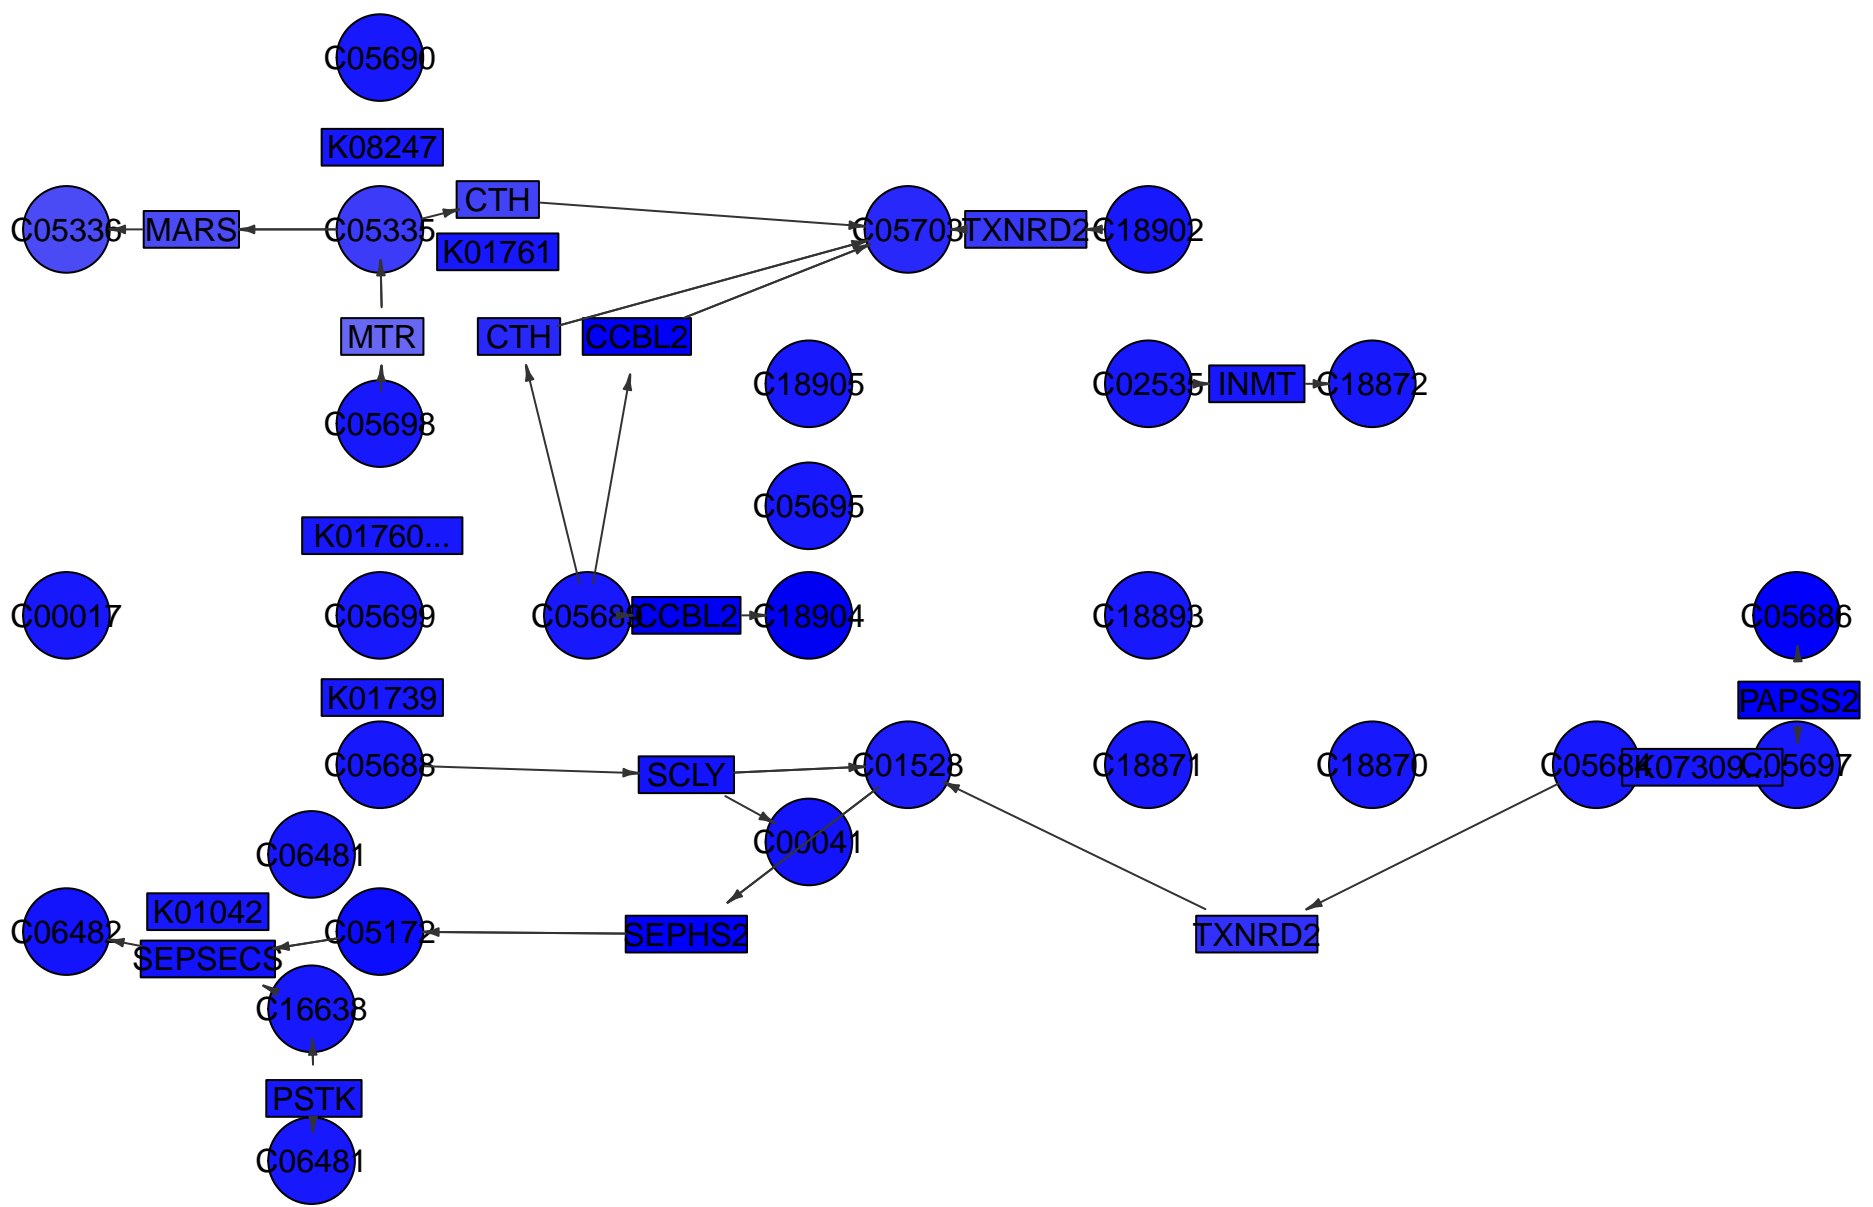 C05690
K08247
CTH
C05336
MARS
C05335
C05703
TXNRD2
C18902
K01761
MTR
CTH
CCBL2
C18905
C02535
INMT
C18872
C05698
C05695
K01760...
C00017
C05699
C05689
CCBL2
C18904
C18893
C05686
K01739
PAPSS2
C05688
SCLY
C01528
C18871
C18870
C05684
K07309...
C05697
C00041
C06481
K01042
C06482
C05172
SEPHS2
TXNRD2
SEPSECS
C16638
PSTK
C06481